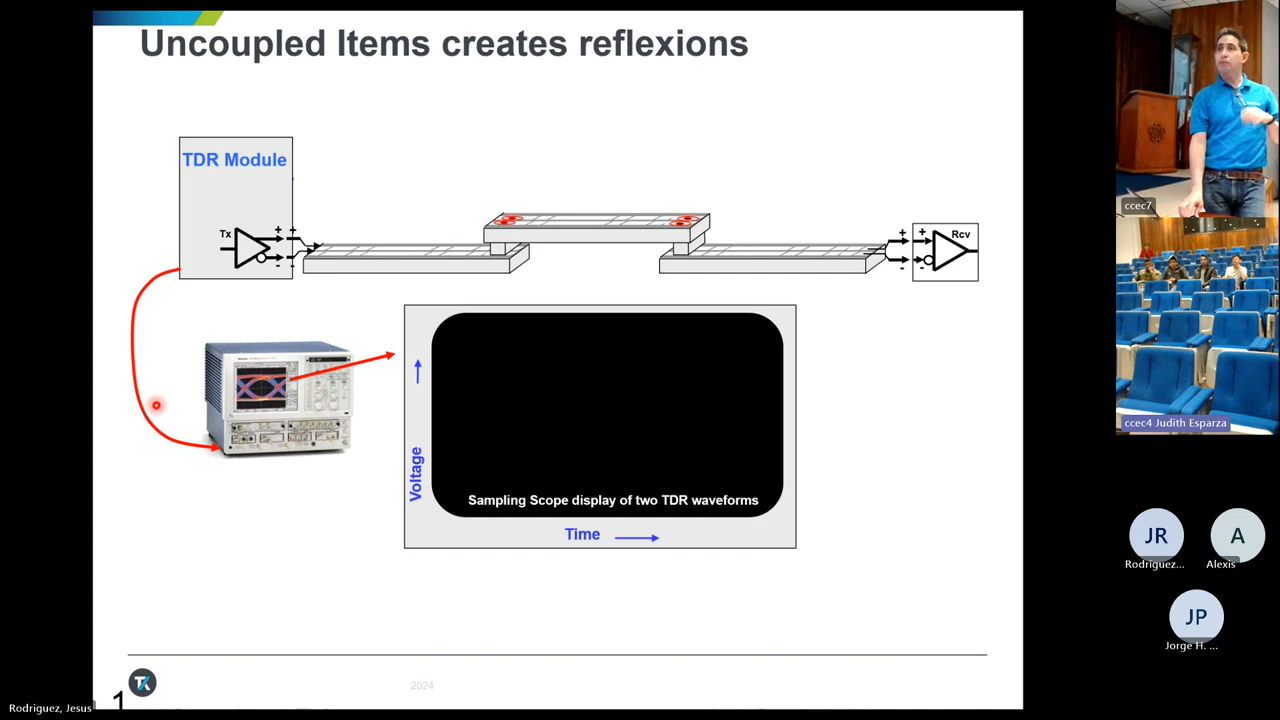 Uncoupled Items creates reflexions
TDR Module
Tx
+ +
- -
+ +
- -
Rcv
Voltage
Sampling Scope display of two TDR waveforms
Time
2024
1
Rodriguez, Jesus
ccec7
ccec4 Judith Esparza
JR
Rodriguez...
A
Alexis
JP
Jorge H. ...